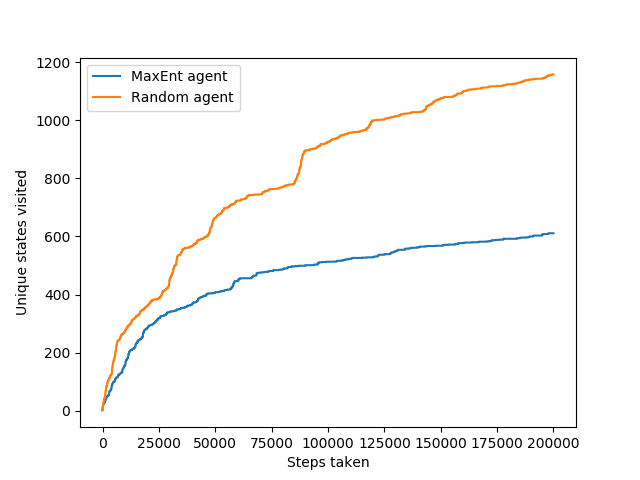 MaxEnt agent
Random agent
1200
1000
800
600
400
200
0
Unique states visited
0 25000 50000 75000 100000 125000 150000 175000 200000
Steps taken